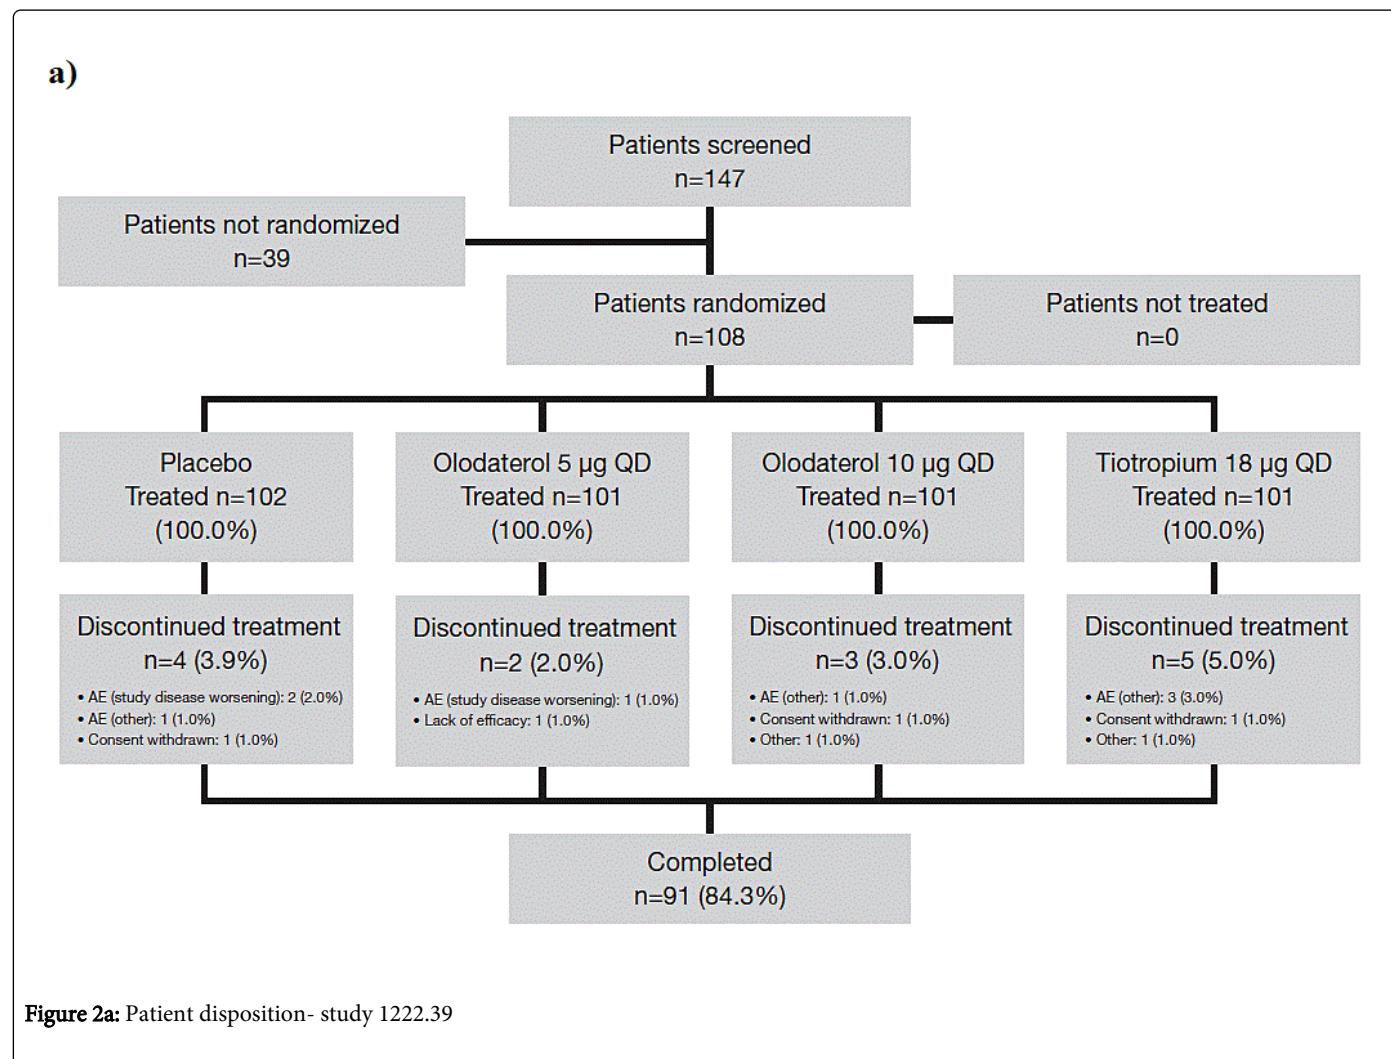 a)
Patients screened
n=147
Patients not randomized
n=39
Patients randomized
n=108
Patients not treated
n=0
Placebo
Treated n=102
(100.0%)
Olodaterol 5 µg QD
Treated n=101
(100.0%)
Olodaterol 10 µg QD
Treated n=101
(100.0%)
Tiotropium 18 µg QD
Treated n=101
(100.0%)
Discontinued treatment
n=4 (3.9%)
• AE (study disease worsening): 2 (2.0%)
• AE (other): 1 (1.0%)
• Consent withdrawn: 1 (1.0%)
Discontinued treatment
n=2 (2.0%)
• AE (study disease worsening): 1 (1.0%)
• Lack of efficacy: 1 (1.0%)
Discontinued treatment
n=3 (3.0%)
• AE (other): 1 (1.0%)
• Consent withdrawn: 1 (1.0%)
• Other: 1 (1.0%)
Discontinued treatment
n=5 (5.0%)
• AE (other): 3 (3.0%)
• Consent withdrawn: 1 (1.0%)
• Other: 1 (1.0%)
Completed
n=91 (84.3%)
Figure 2a: Patient disposition- study 1222.39